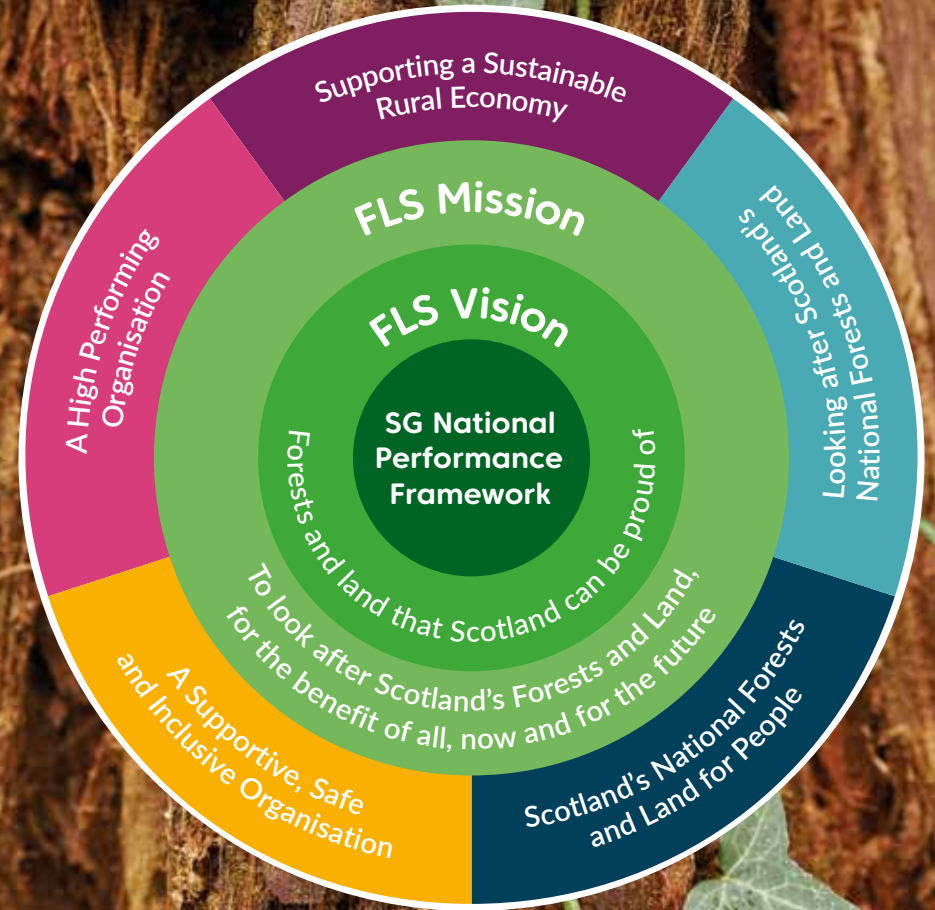 Supporting a Sustainable
Rural Economy
Looking after Scotland's
National Forests and Land
Scotland's National Forests
and Land for People
A Supportive, Safe
and Inclusive Organisation
A High Performing
Organisation
FLS Mission
To look after Scotland's Forests and Land,
for the benefit of all, now and for the future
FLS Vision
Forests and land that Scotland can be proud of
SG National
Performance
Framework